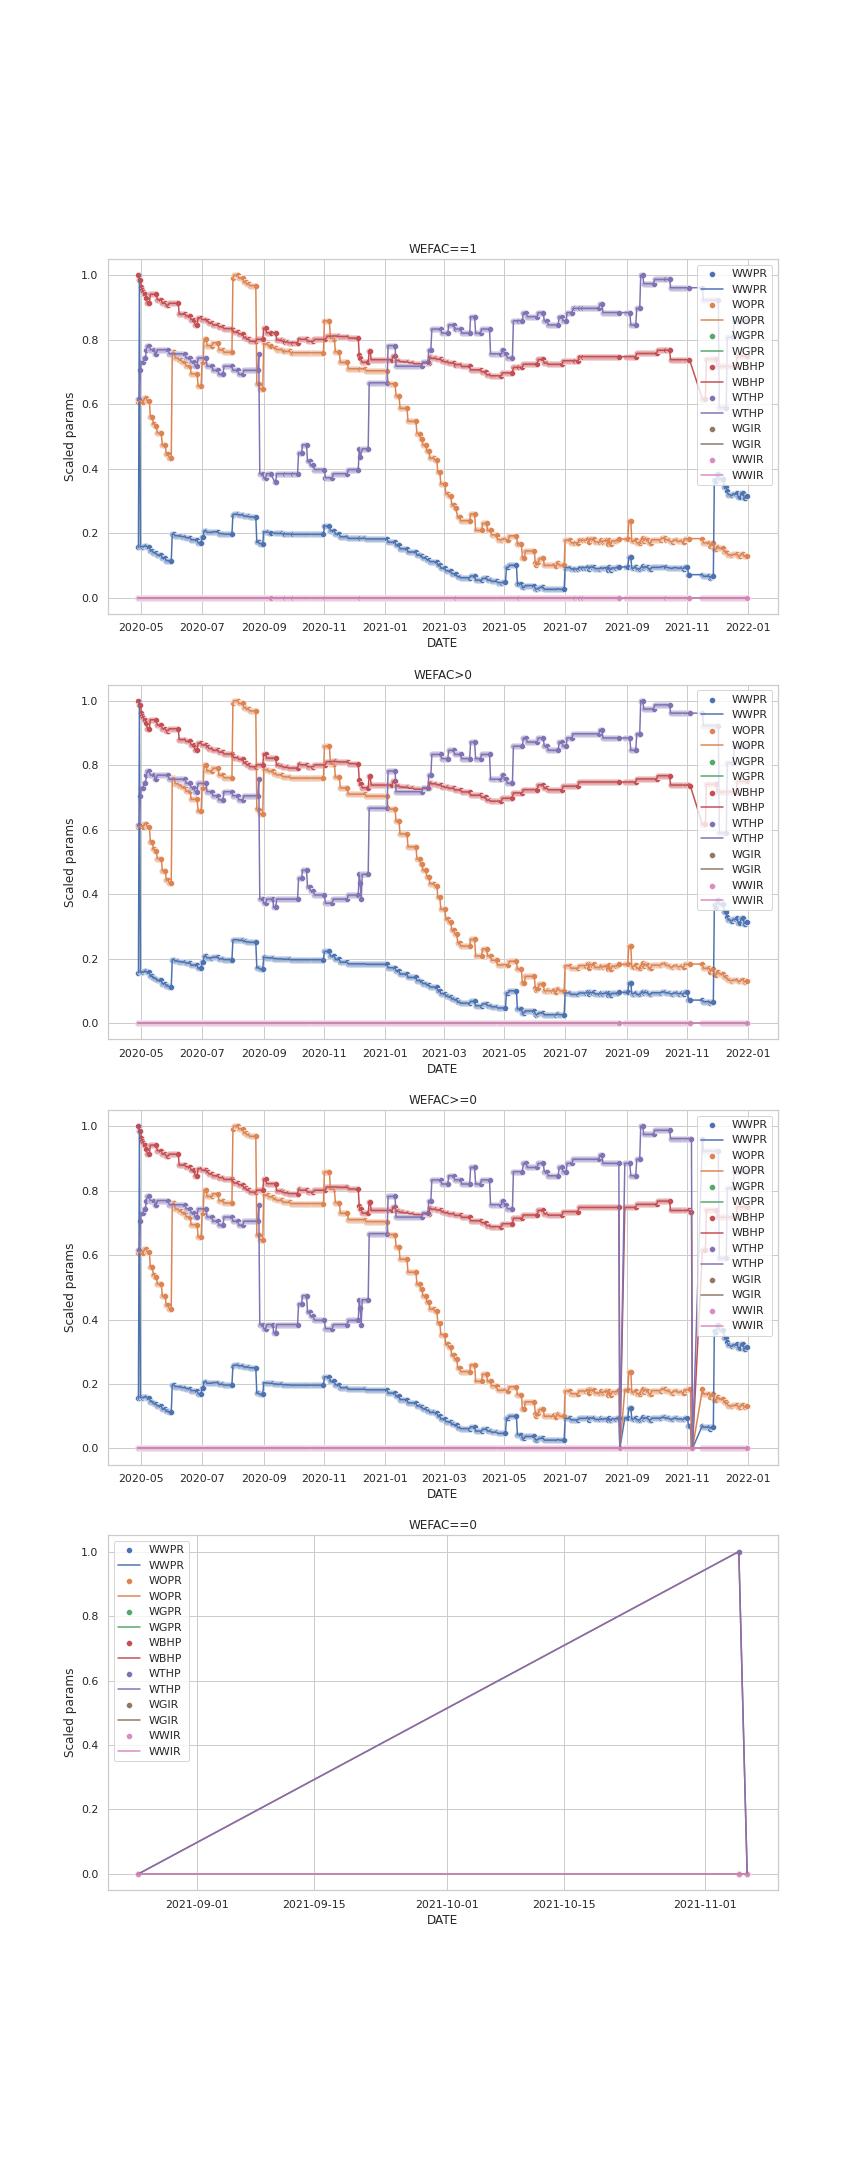 WEFAC==1
1.0
0.8
0.6
0.4
0.2
0.0
Scaled params
2020-05 2020-07 2020-09 2020-11 2021-01 2021-03 2021-05 2021-07 2021-09 2021-11 2022-01
DATE
WWPR
WWPR
WOPR
WOPR
WGPR
WGPR
WBHP
WBHP
WTHP
WTHP
WGIR
WGIR
WWIR
WWIR
WEFAC>0
1.0
0.8
0.6
0.4
0.2
0.0
Scaled params
2020-05 2020-07 2020-09 2020-11 2021-01 2021-03 2021-05 2021-07 2021-09 2021-11 2022-01
DATE
WWPR
WWPR
WOPR
WOPR
WGPR
WGPR
WBHP
WBHP
WTHP
WTHP
WGIR
WGIR
WWIR
WWIR
WEFAC>=0
1.0
0.8
0.6
0.4
0.2
0.0
Scaled params
2020-05 2020-07 2020-09 2020-11 2021-01 2021-03 2021-05 2021-07 2021-09 2021-11 2022-01
DATE
WWPR
WWPR
WOPR
WOPR
WGPR
WGPR
WBHP
WBHP
WTHP
WTHP
WGIR
WGIR
WWIR
WWIR
WEFAC==0
1.0
0.8
0.6
0.4
0.2
0.0
Scaled params
WWPR
WWPR
WOPR
WOPR
WGPR
WGPR
WBHP
WBHP
WTHP
WTHP
WGIR
WGIR
WWIR
WWIR
2021-09-01 2021-09-15 2021-10-01 2021-10-15 2021-11-01
DATE